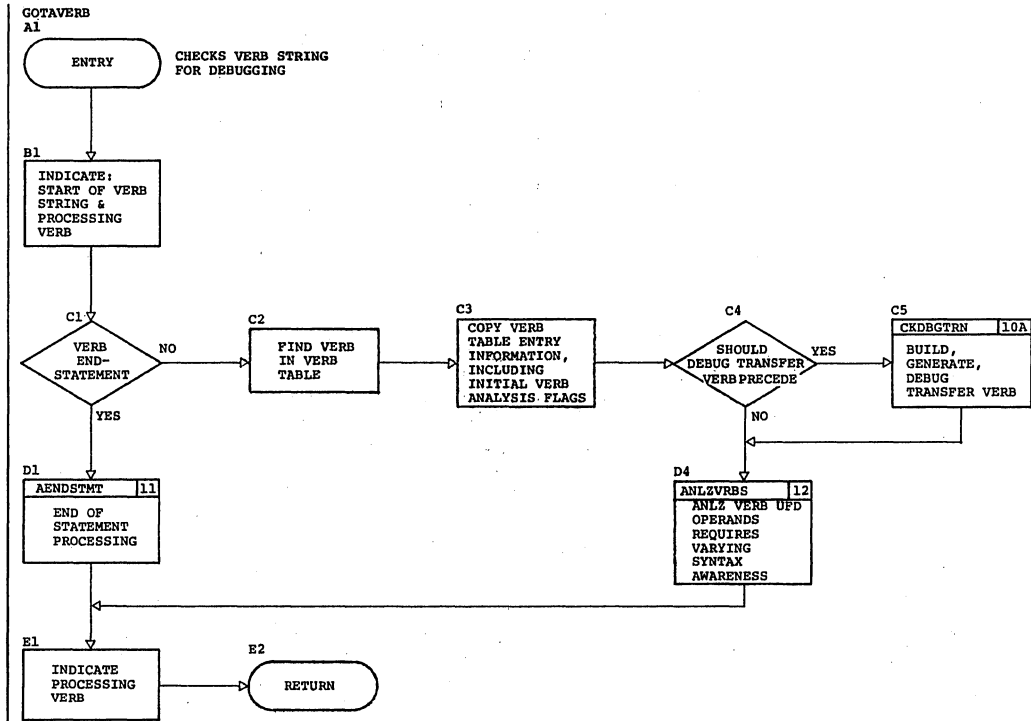 GOTAVERB
A1
ENTRY
CHECKS VERB STRING
FOR DEBUGGING
B1
INDICATE:
START OF VERB
STRING &
PROCESSING
VERB
C1
VERB
END-
STATEMENT
NO
YES
C2
FIND VERB
IN VERB
TABLE
C3
COPY VERB
TABLE ENTRY
INFORMATION,
INCLUDING
INITIAL VERB
ANALYSIS FLAGS
C4
SHOULD
DEBUG TRANSFER
VERB PRECEDE
YES
NO
C5
CKDBGTRN 10A
BUILD,
GENERATE,
DEBUG
TRANSFER VERB
D1
AENDSTMT 11
END OF
STATEMENT
PROCESSING
D4
ANLZVRBS 12
ANLZ VERB UFD
OPERANDS
REQUIRES
VARYING
SYNTAX
AWARENESS
E1
INDICATE
PROCESSING
VERB
E2
RETURN